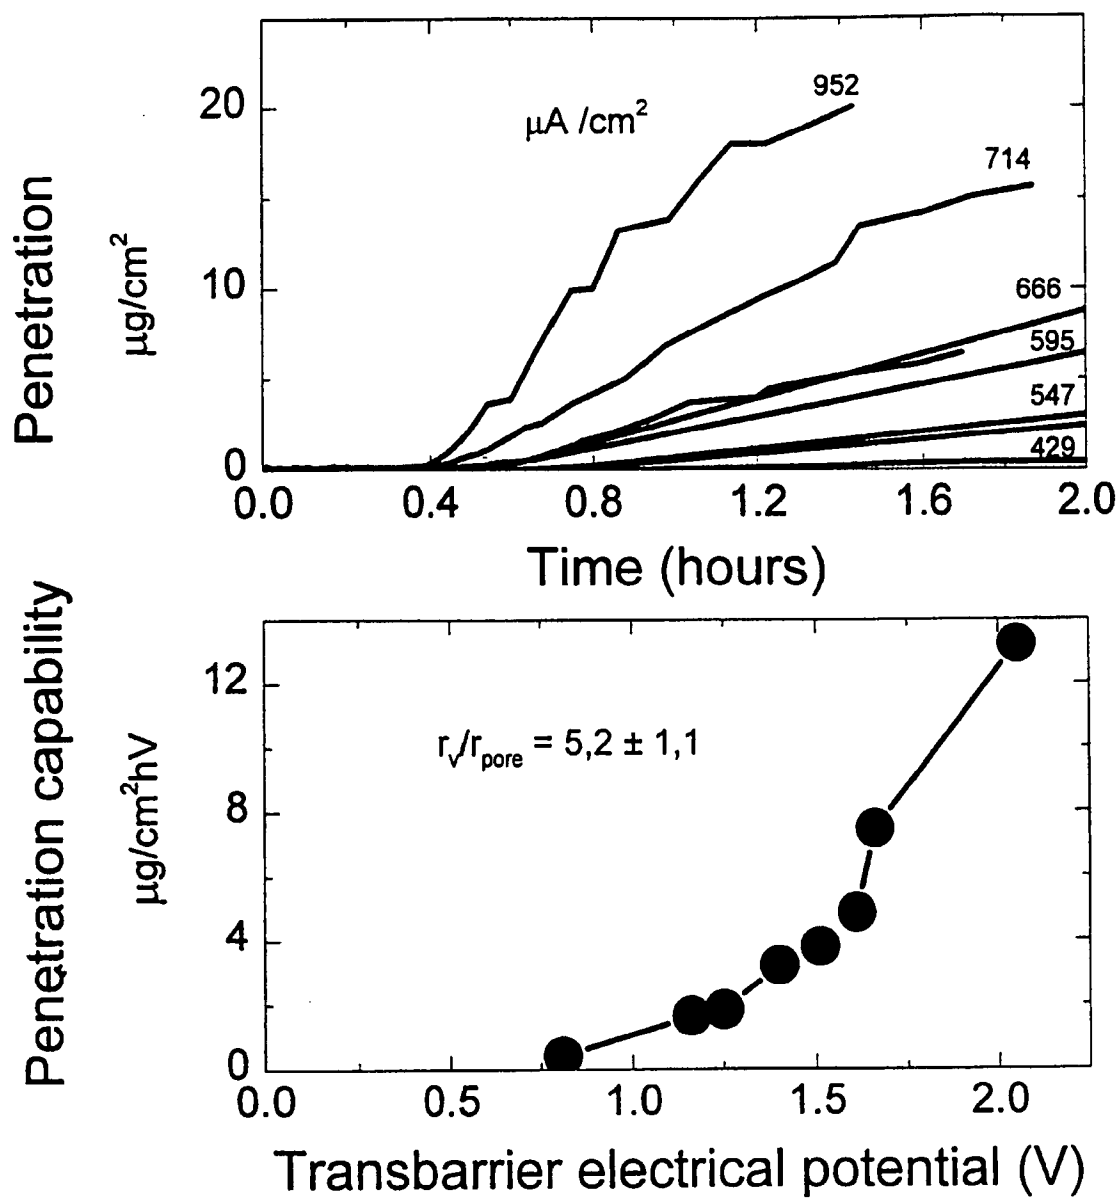 952
20
μA /cm²
714
Penetration
μg/cm²
10
666
595
547
429
0
0.0 0.4 0.8 1.2 1.6 2.0
Time (hours)
12
r_v/r_pore = 5,2 ± 1,1
Penetration capability
μg/cm²hV
8
4
0
0.0 0.5 1.0 1.5 2.0
Transbarrier electrical potential (V)